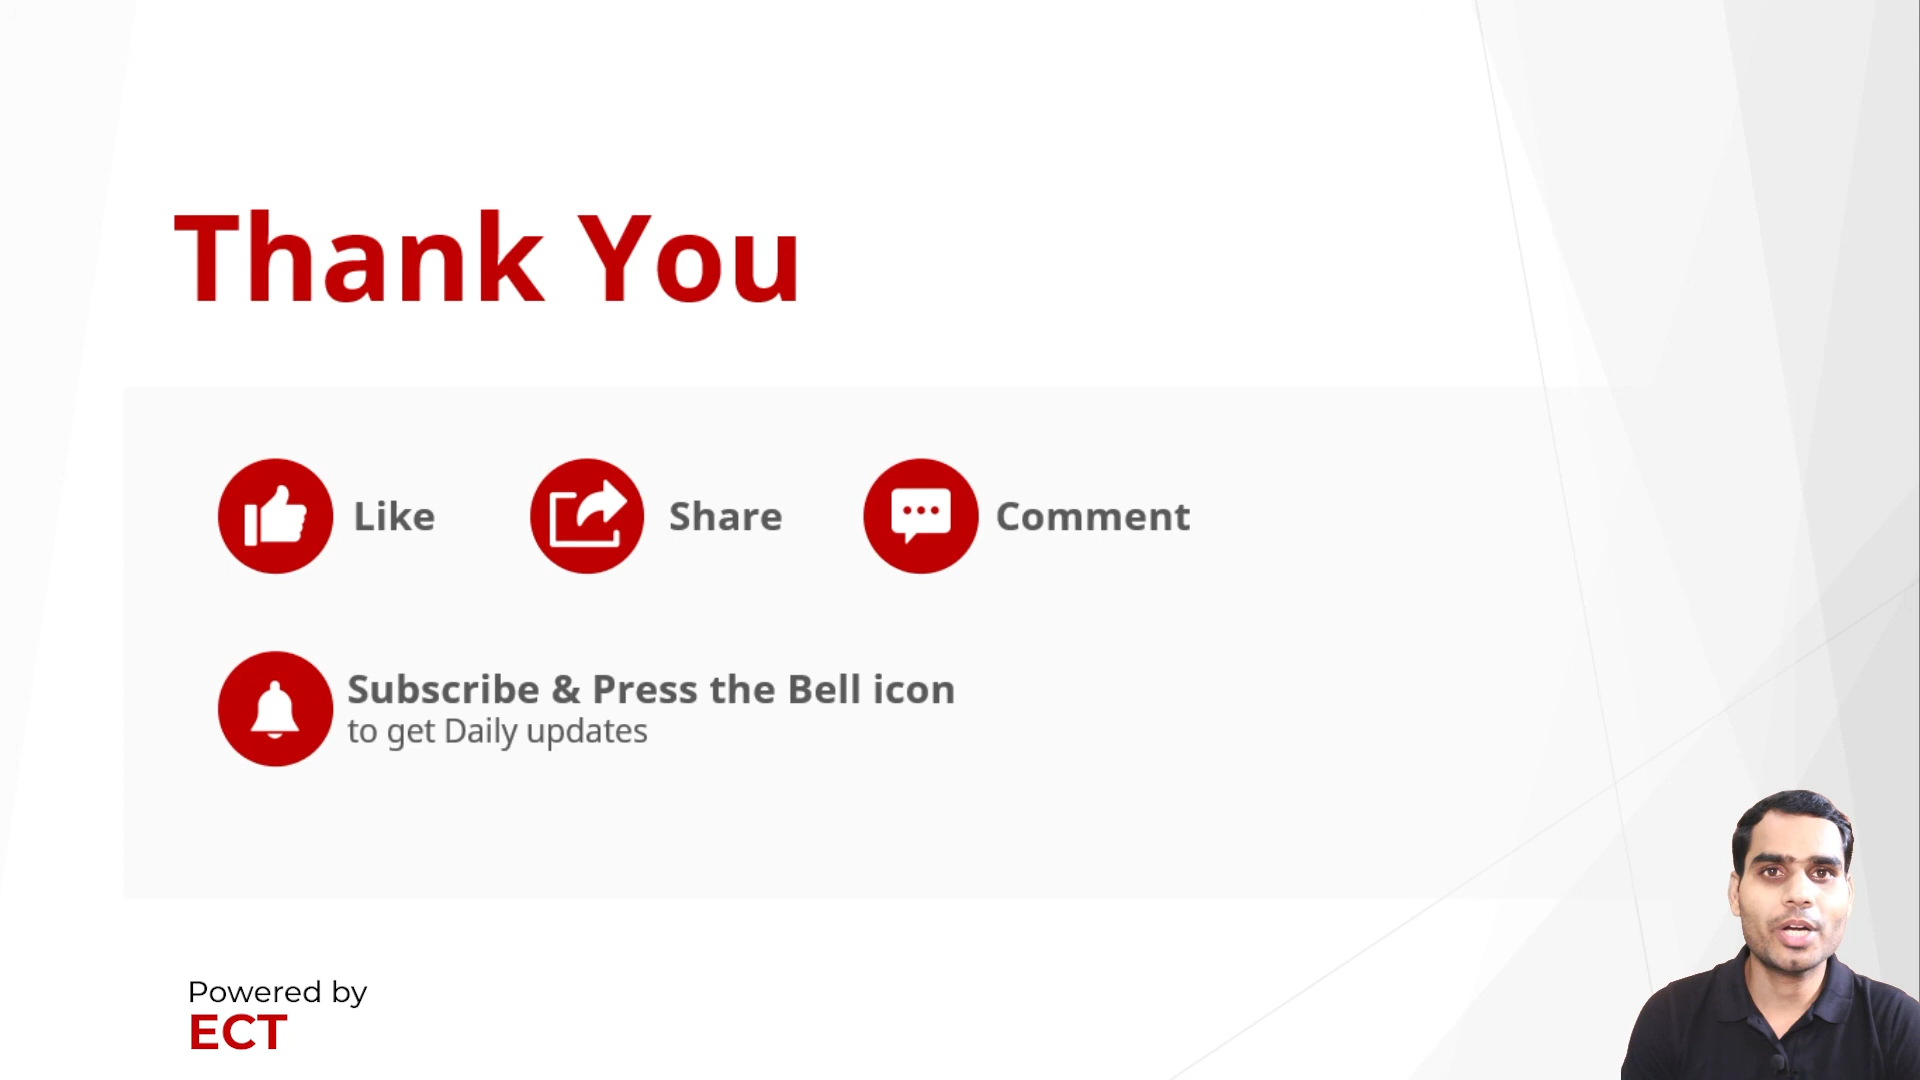 Thank You
Like
Share
Comment
Subscribe & Press the Bell icon
to get Daily updates
Powered by
ECT